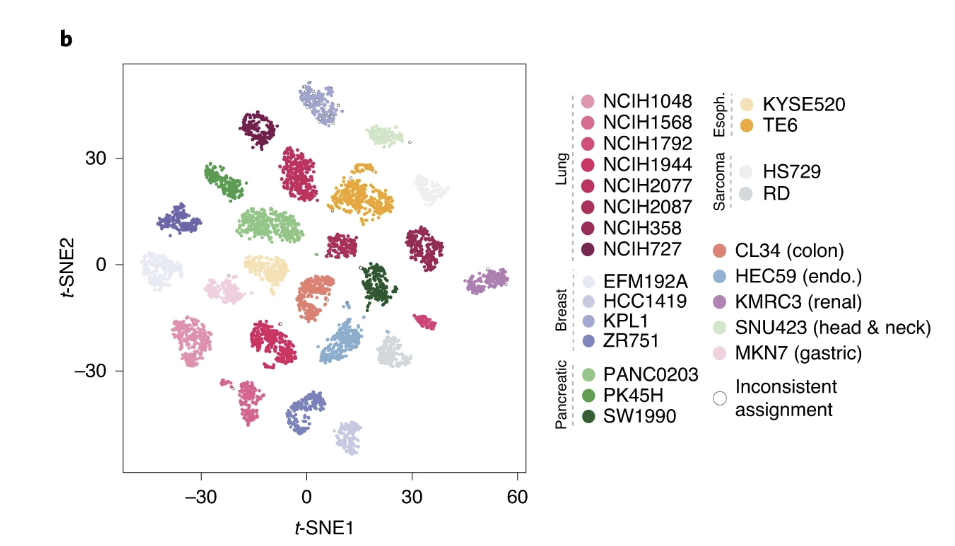 b
30
0
–30
t-SNE2
–30
0
30
60
t-SNE1
Lung
NCIH1048
NCIH1568
NCIH1792
NCIH1944
NCIH2077
NCIH2087
NCIH358
NCIH727
Breast
EFM192A
HCC1419
KPL1
ZR751
Pancreatic
PANC0203
PK45H
SW1990
Esoph.
KYSE520
TE6
Sarcoma
HS729
RD
CL34 (colon)
HEC59 (endo.)
KMRC3 (renal)
SNU423 (head & neck)
MKN7 (gastric)
Inconsistent
assignment